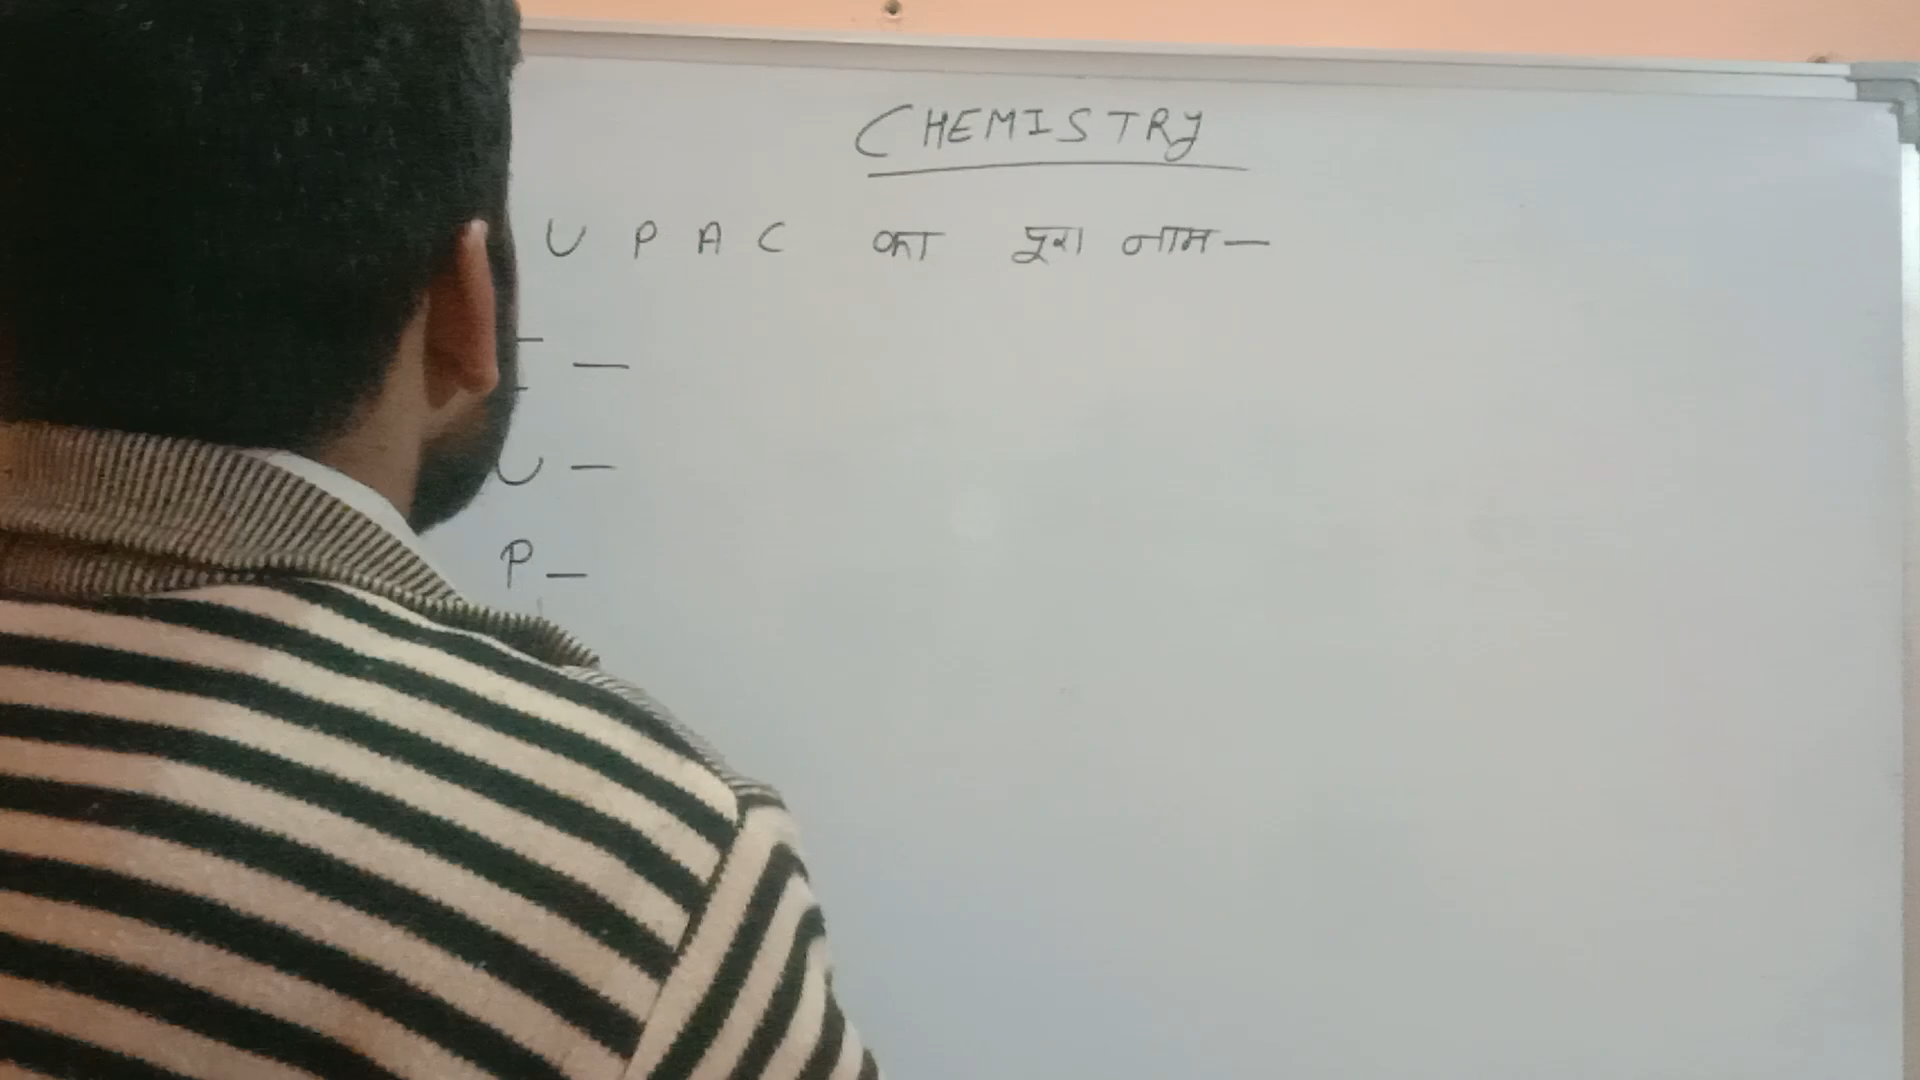 CHEMISTRY
U P A C का पूरा नाम—
I —
U —
P —